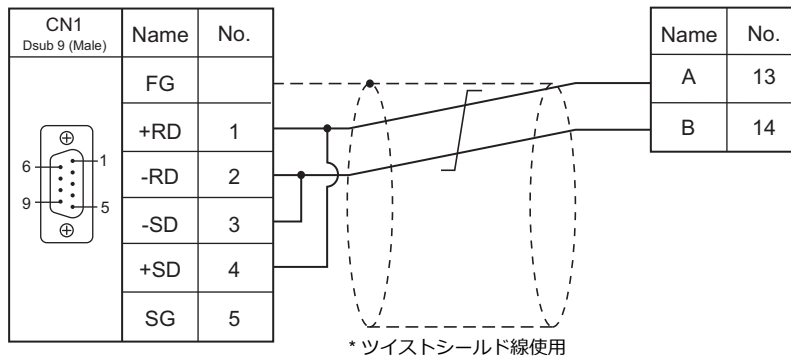 CN1
Dsub 9 (Male)
Name No.
FG
+RD 1
-RD 2
-SD 3
+SD 4
SG 5
6 1
9 5
Name No.
A 13
B 14
* ツイストシールド線使用